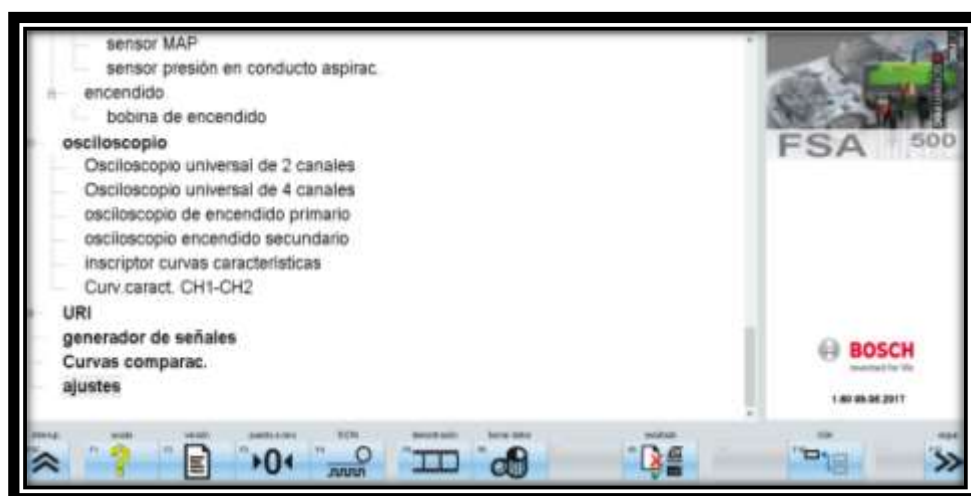 sensor MAP
sensor presión en conducto aspirac.
encendido
bobina de encendido
osciloscopio
Osciloscopio universal de 2 canales
Osciloscopio universal de 4 canales
osciloscopio de encendido primario
osciloscopio encendido secundario
inscriptor curvas características
Curv.caract. CH1-CH2
URI
generador de señales
Curvas comparac.
ajustes
FSA 500
BOSCH